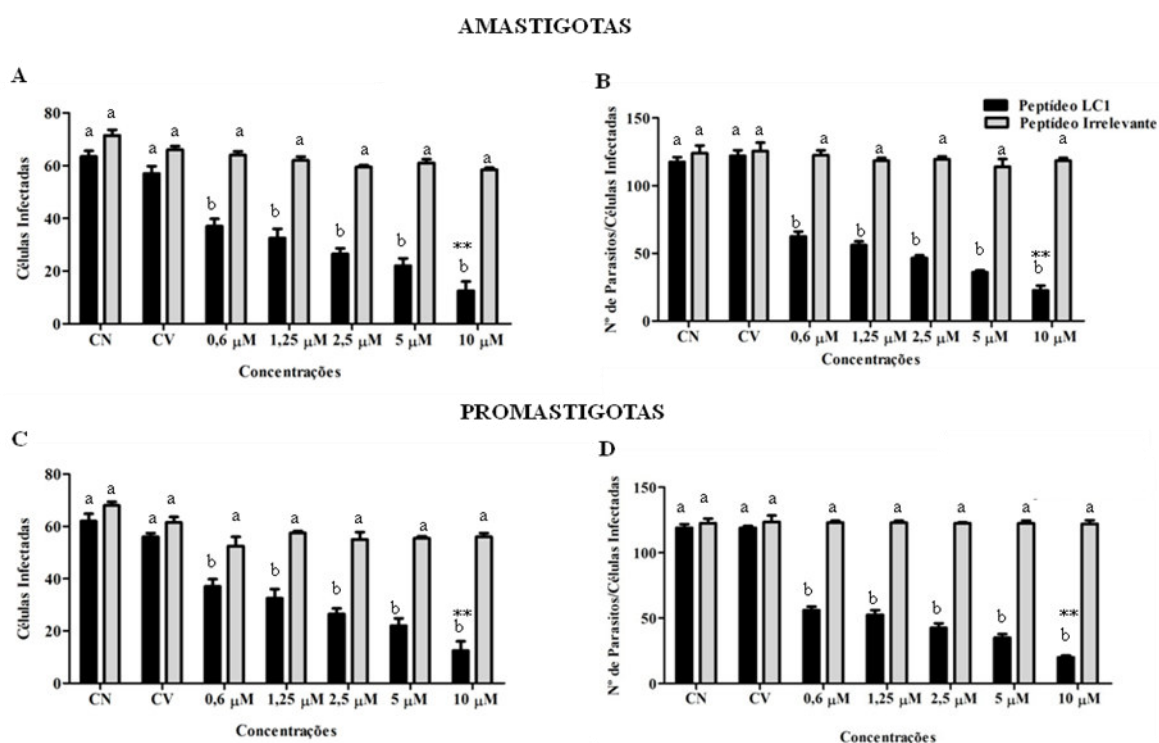 AMASTIGOTAS
A
Células Infectadas
80
60
40
20
0
a a a a a a a a a
b b b b b
**
CN CV 0,6 µM 1,25 µM 2,5 µM 5 µM 10 µM
Concentrações
B
Peptídeo LC1
Peptídeo Irrelevante
Nº de Parasitos/Células Infectadas
150
100
50
0
a a a a a a a a a
b b b b b
**
CN CV 0,6 µM 1,25 µM 2,5 µM 5 µM 10 µM
Concentrações
PROMASTIGOTAS
C
Células Infectadas
80
60
40
20
0
a a a a a a a a a
b b b b b
**
CN CV 0,6 µM 1,25 µM 2,5 µM 5 µM 10 µM
Concentrações
D
Nº de Parasitos/Células Infectadas
150
100
50
0
a a a a a a a a a
b b b b b
**
CN CV 0,6 µM 1,25 µM 2,5 µM 5 µM 10 µM
Concentrações